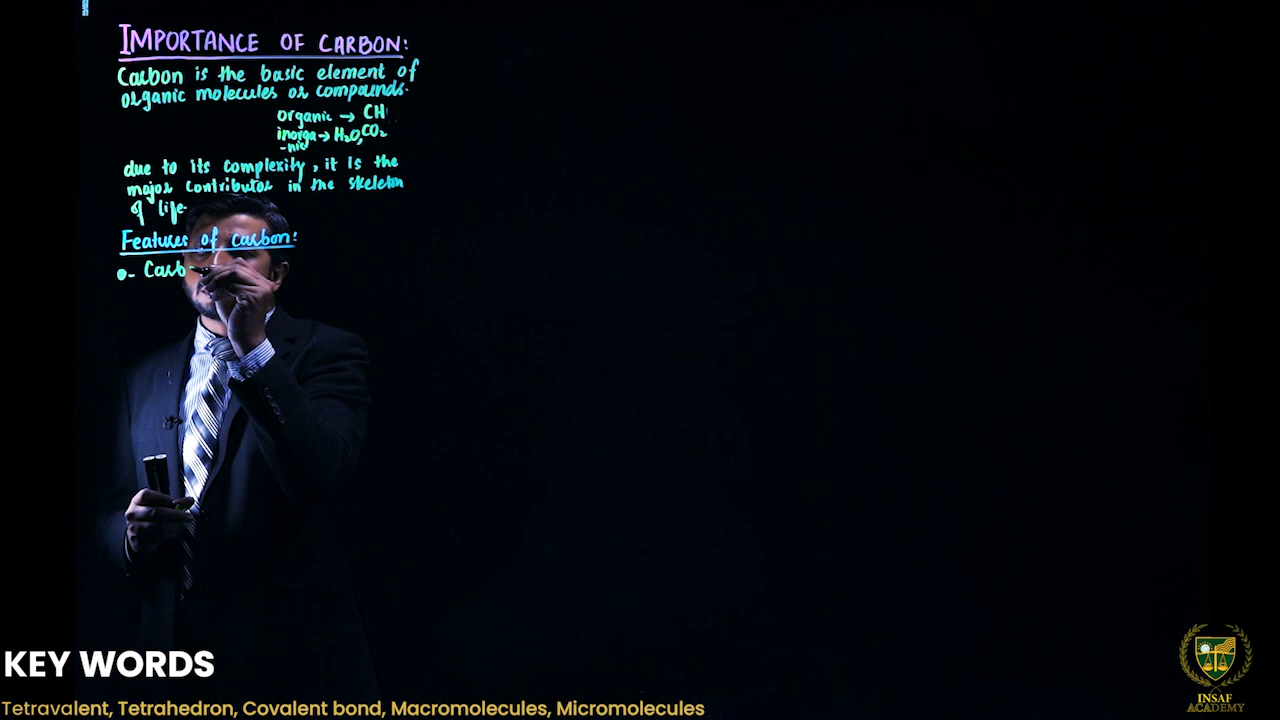 IMPORTANCE OF CARBON:
Carbon is the basic element of
organic molecules or compounds.
organic → CH
inorga → H₂O, CO₂
-nic
due to its complexity, it is the
major contributor in the skeleton
of life.
Features of carbon:
- Carb
KEY WORDS
Tetravalent, Tetrahedron, Covalent bond, Macromolecules, Micromolecules
INSAF
ACADEMY